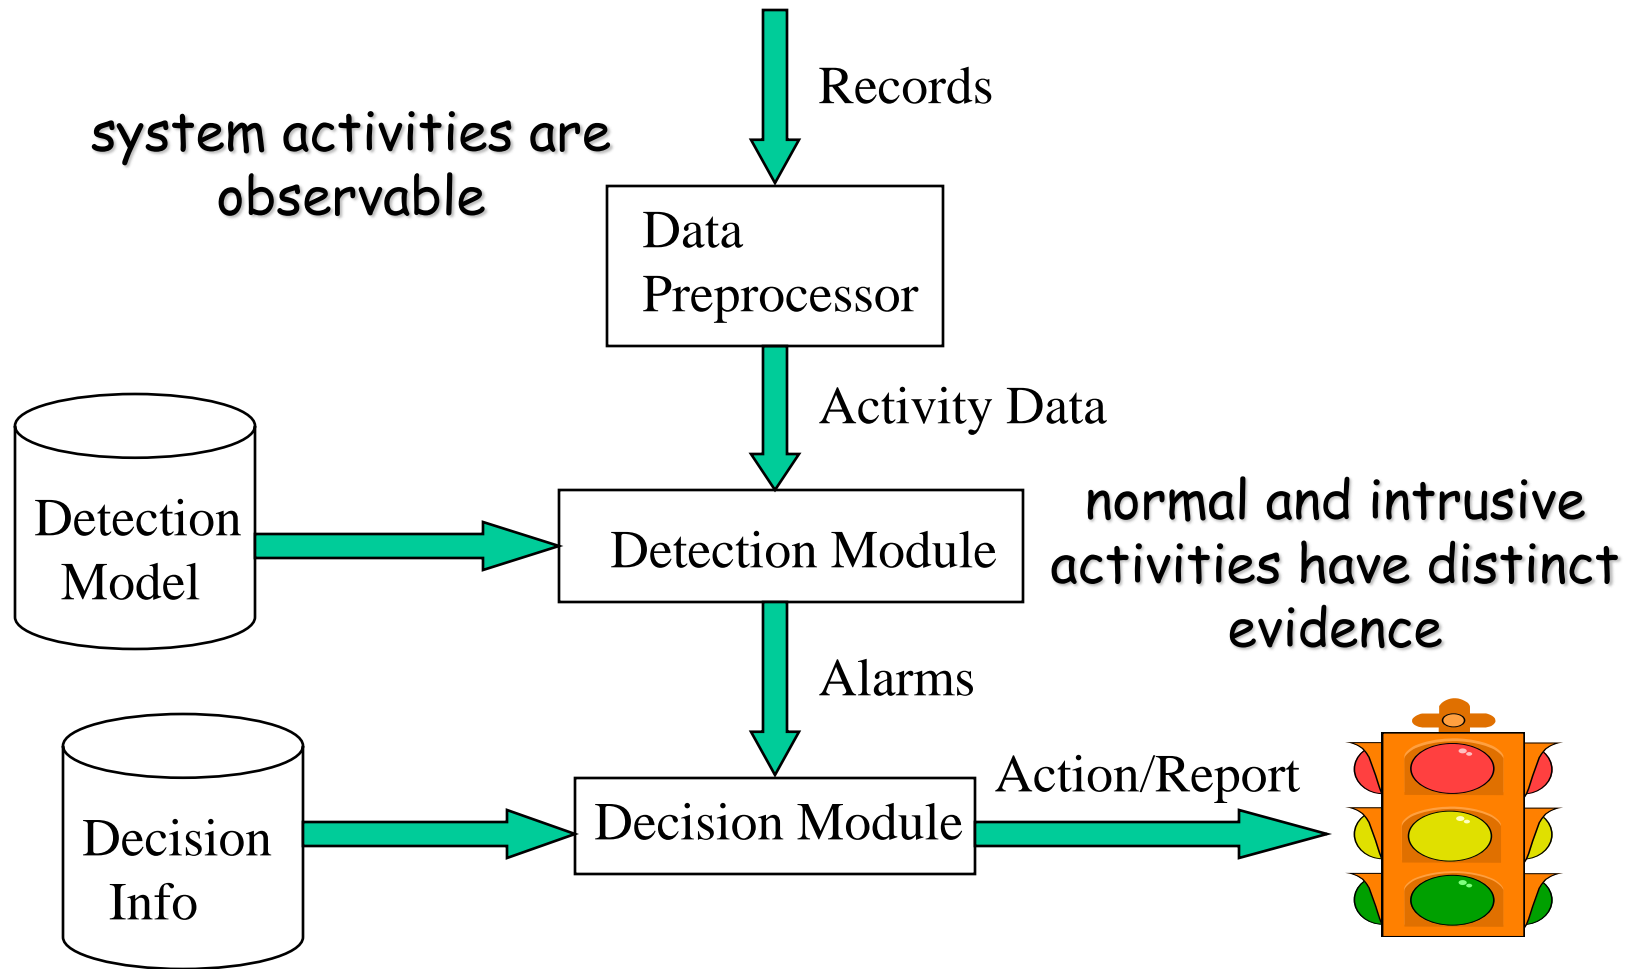 Records
system activities are
observable
Data
Preprocessor
Activity Data
Detection
Model
Detection Module
normal and intrusive
activities have distinct
evidence
Alarms
Action/Report
Decision Module
Decision
Info